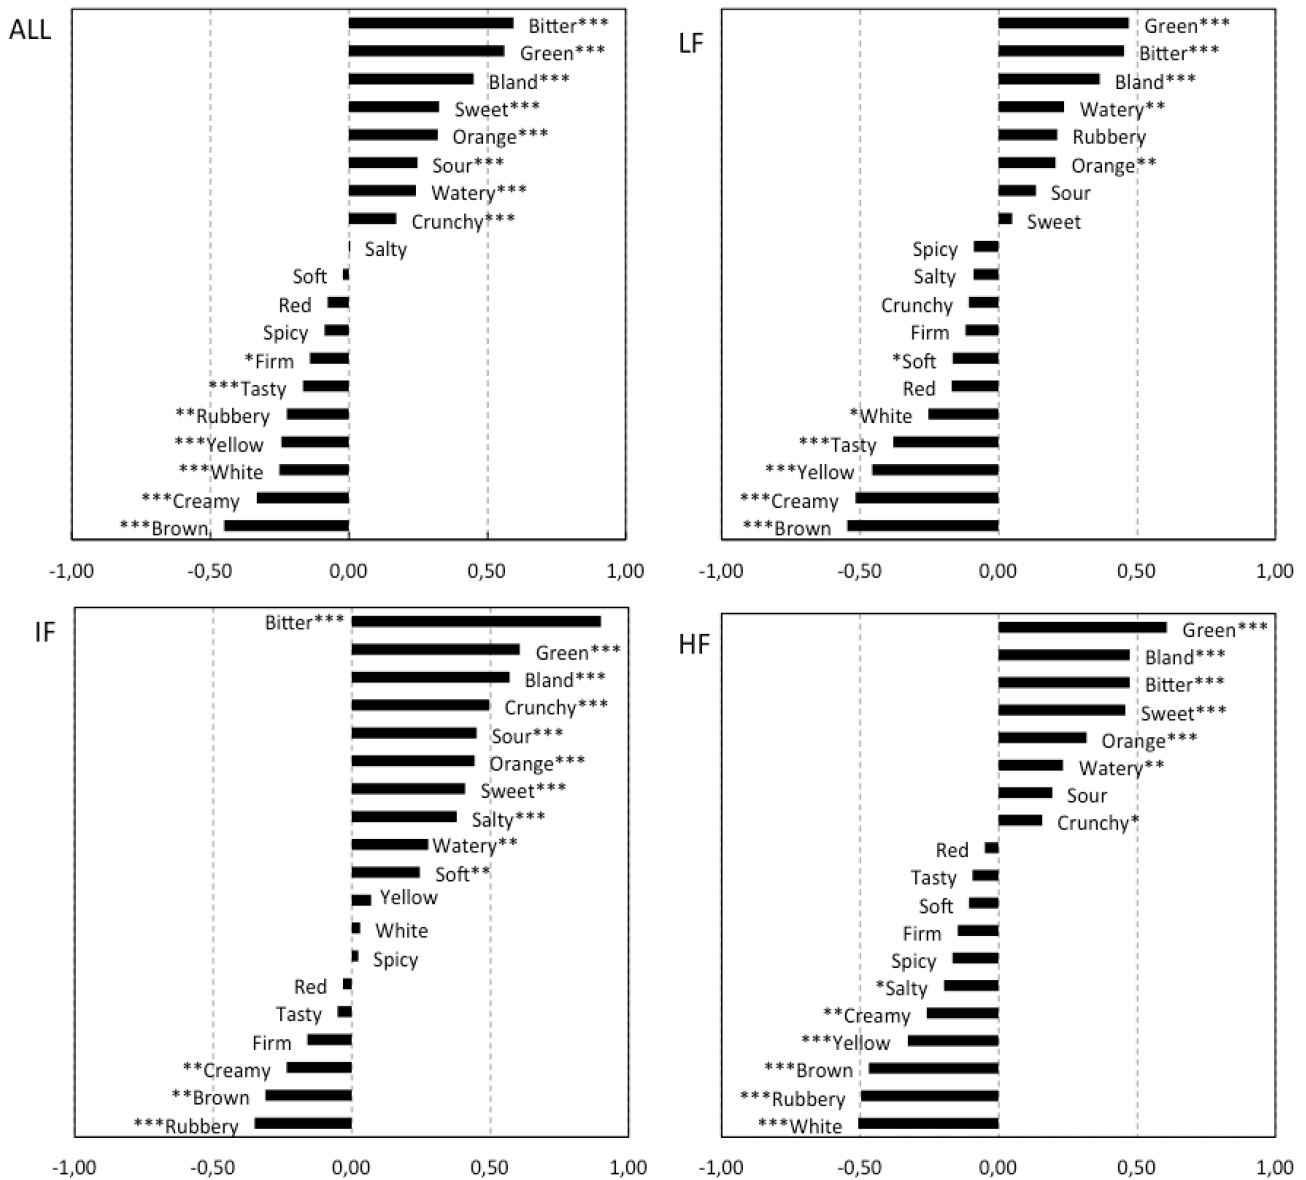 ALL
Bitter***
Green***
Bland***
Sweet***
Orange***
Sour***
Watery***
Crunchy***
Salty
Soft
Red
Spicy
*Firm
***Tasty
**Rubbery
***Yellow
***White
***Creamy
***Brown
-1,00 -0,50 0,00 0,50 1,00
LF
Green***
Bitter***
Bland***
Watery**
Rubbery
Orange**
Sour
Sweet
Spicy
Salty
Crunchy
Firm
*Soft
Red
*White
***Tasty
***Yellow
***Creamy
***Brown
-1,00 -0,50 0,00 0,50 1,00
IF
Bitter***
Green***
Bland***
Crunchy***
Sour***
Orange***
Sweet***
Salty***
Watery**
Soft**
Yellow
White
Spicy
Red
Tasty
Firm
**Creamy
**Brown
***Rubbery
-1,00 -0,50 0,00 0,50 1,00
HF
Green***
Bland***
Bitter***
Sweet***
Orange***
Watery**
Sour
Crunchy*
Red
Tasty
Soft
Firm
Spicy
*Salty
**Creamy
***Yellow
***Brown
***Rubbery
***White
-1,00 -0,50 0,00 0,50 1,00